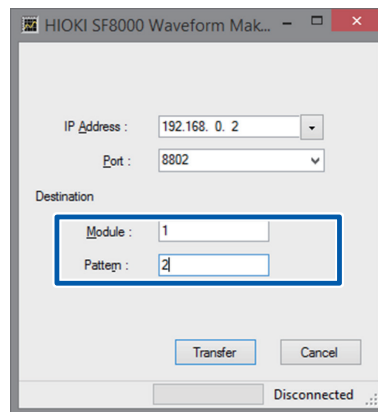 HIOKI SF8000 Waveform Mak...
IP Address : 192.168. 0. 2
Port : 8802
Destination
Module : 1
Pattern : 2
Transfer Cancel
Disconnected